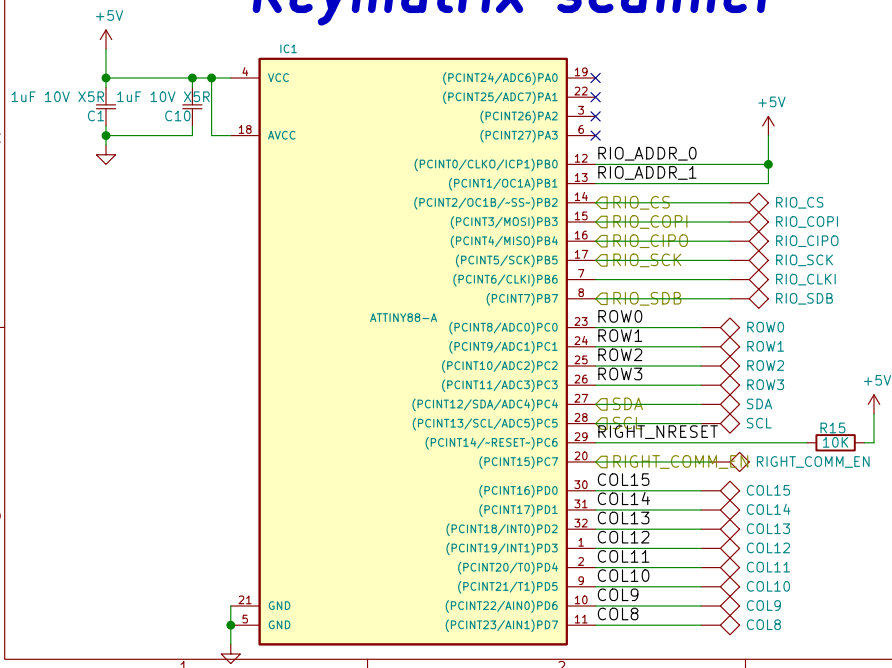 Keymatrix scanner
+5V
IC1
4 VCC
1uF 10V X5R 1uF 10V X5R
C1 C10
18 AVCC
(PCINT24/ADC6)PA0 19
(PCINT25/ADC7)PA1 22
(PCINT26)PA2 3
(PCINT27)PA3 6
+5V
(PCINT0/CLKO/ICP1)PB0 12 RIO_ADDR_0
(PCINT1/OC1A)PB1 13 RIO_ADDR_1
(PCINT2/OC1B/~SS~)PB2 14 RIO_CS RIO_CS
(PCINT3/MOSI)PB3 15 RIO_COPI RIO_COPI
(PCINT4/MISO)PB4 16 RIO_CIPO RIO_CIPO
(PCINT5/SCK)PB5 17 RIO_SCK RIO_SCK
(PCINT6/CLKI)PB6 7 RIO_CLKI
(PCINT7)PB7 8 RIO_SDB RIO_SDB
ATTINY88-A
(PCINT8/ADC0)PC0 23 ROW0 ROW0
(PCINT9/ADC1)PC1 24 ROW1 ROW1
(PCINT10/ADC2)PC2 25 ROW2 ROW2
(PCINT11/ADC3)PC3 26 ROW3 ROW3
(PCINT12/SDA/ADC4)PC4 27 SDA SDA
(PCINT13/SCL/ADC5)PC5 28 SCL SCL
(PCINT14/~RESET~)PC6 29 RIGHT_NRESET R15 10K +5V
(PCINT15)PC7 20 RIGHT_COMM_EN RIGHT_COMM_EN
(PCINT16)PD0 30 COL15 COL15
(PCINT17)PD1 31 COL14 COL14
(PCINT18/INT0)PD2 32 COL13 COL13
(PCINT19/INT1)PD3 1 COL12 COL12
(PCINT20/T0)PD4 2 COL11 COL11
(PCINT21/T1)PD5 9 COL10 COL10
21 GND (PCINT22/AIN0)PD6 10 COL9 COL9
5 GND (PCINT23/AIN1)PD7 11 COL8 COL8
1 2